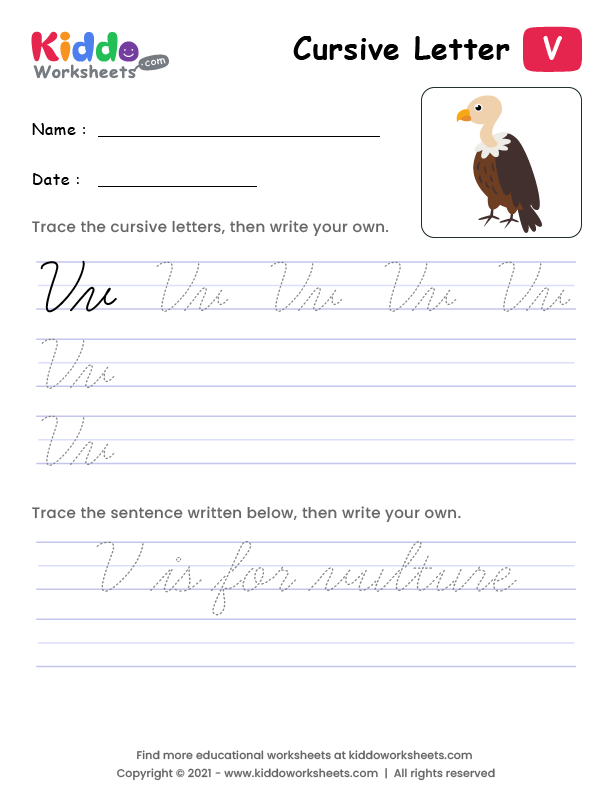 Kiddo
Worksheets.com
Cursive Letter V
Name :
Date :
Trace the cursive letters, then write your own.
Vv Vv Vv Vv Vv
Vv
Vv
Trace the sentence written below, then write your own.
V is for vulture
Find more educational worksheets at kiddoworksheets.com
Copyright © 2021 - www.kiddoworksheets.com | All rights reserved